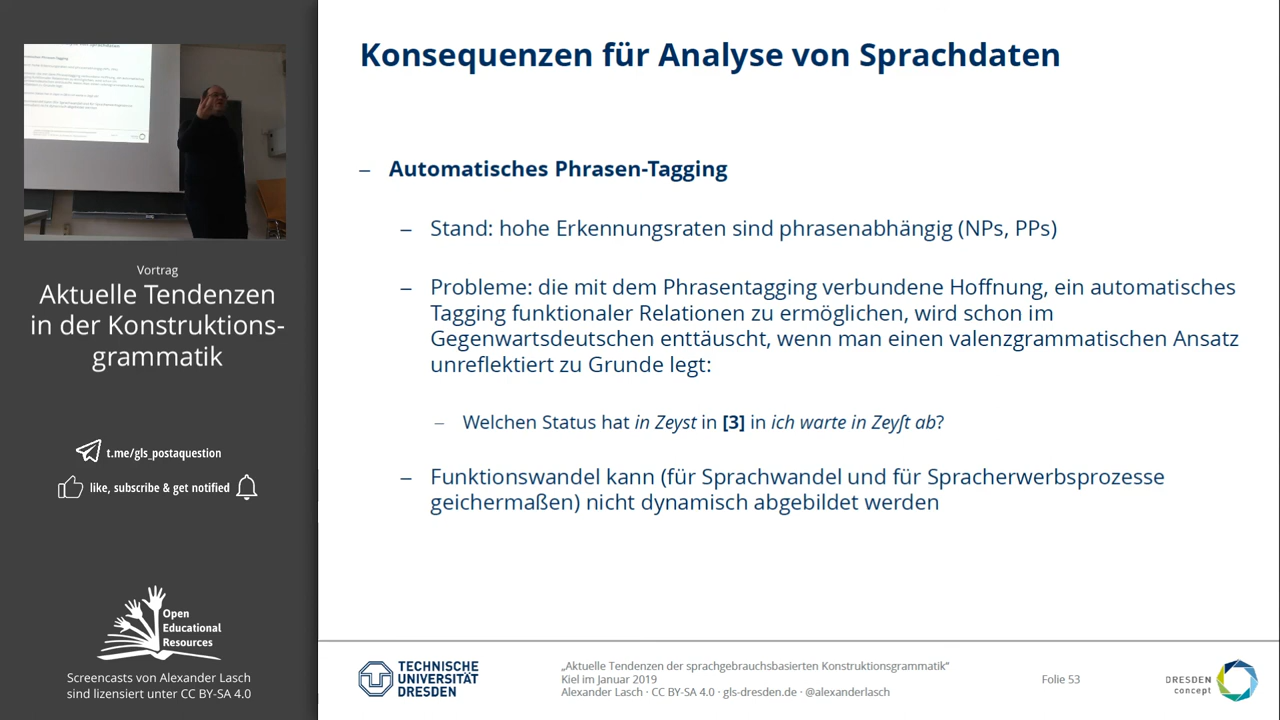 Konsequenzen für Analyse von Sprachdaten
– Automatisches Phrasen-Tagging
– Stand: hohe Erkennungsraten sind phrasenabhängig (NPs, PPs)
– Probleme: die mit dem Phrasentagging verbundene Hoffnung, ein automatisches
Tagging funktionaler Relationen zu ermöglichen, wird schon im
Gegenwartsdeutschen enttäuscht, wenn man einen valenzgrammatischen Ansatz
unreflektiert zu Grunde legt:
– Welchen Status hat in Zeyst in [3] in ich warte in Zeyſt ab?
– Funktionswandel kann (für Sprachwandel und für Spracherwerbsprozesse
geichermaßen) nicht dynamisch abgebildet werden
Vortrag
Aktuelle Tendenzen
in der Konstruktions-
grammatik
t.me/gls_postaquestion
like, subscribe & get notified
Open
Educational
Resources
Screencasts von Alexander Lasch
sind lizensiert unter CC BY-SA 4.0
TECHNISCHE
UNIVERSITÄT
DRESDEN
„Aktuelle Tendenzen der sprachgebrauchsbasierten Konstruktionsgrammatik“
Kiel im Januar 2019
Alexander Lasch · CC BY-SA 4.0 · gls-dresden.de · @alexanderlasch
Folie 53
DRESDEN
concept